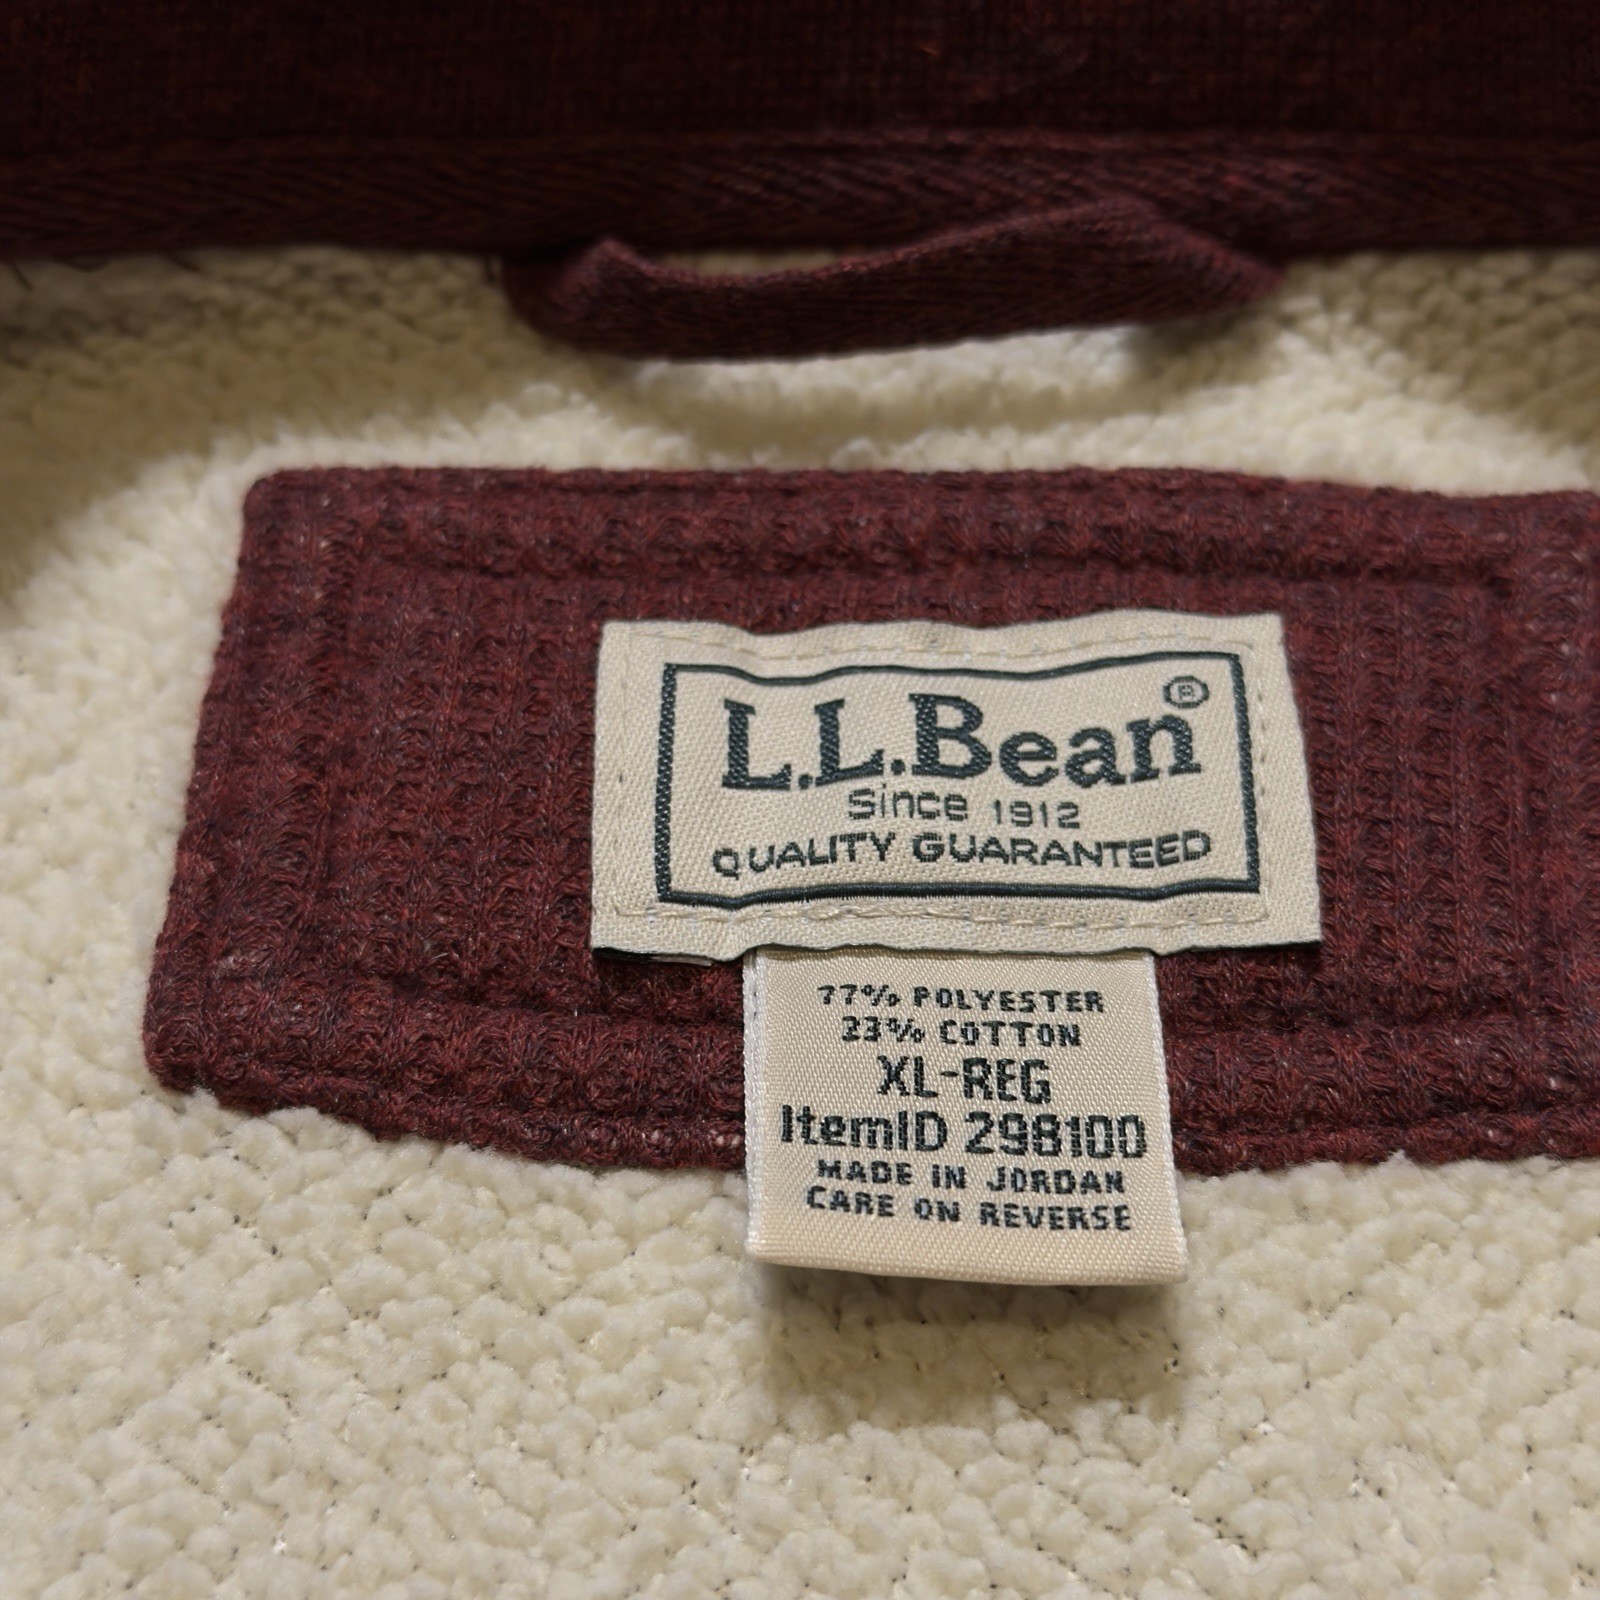 L.L.Bean®
Since 1912
QUALITY GUARANTEED
77% POLYESTER
23% COTTON
XL-REG
ItemID 298100
MADE IN JORDAN
CARE ON REVERSE